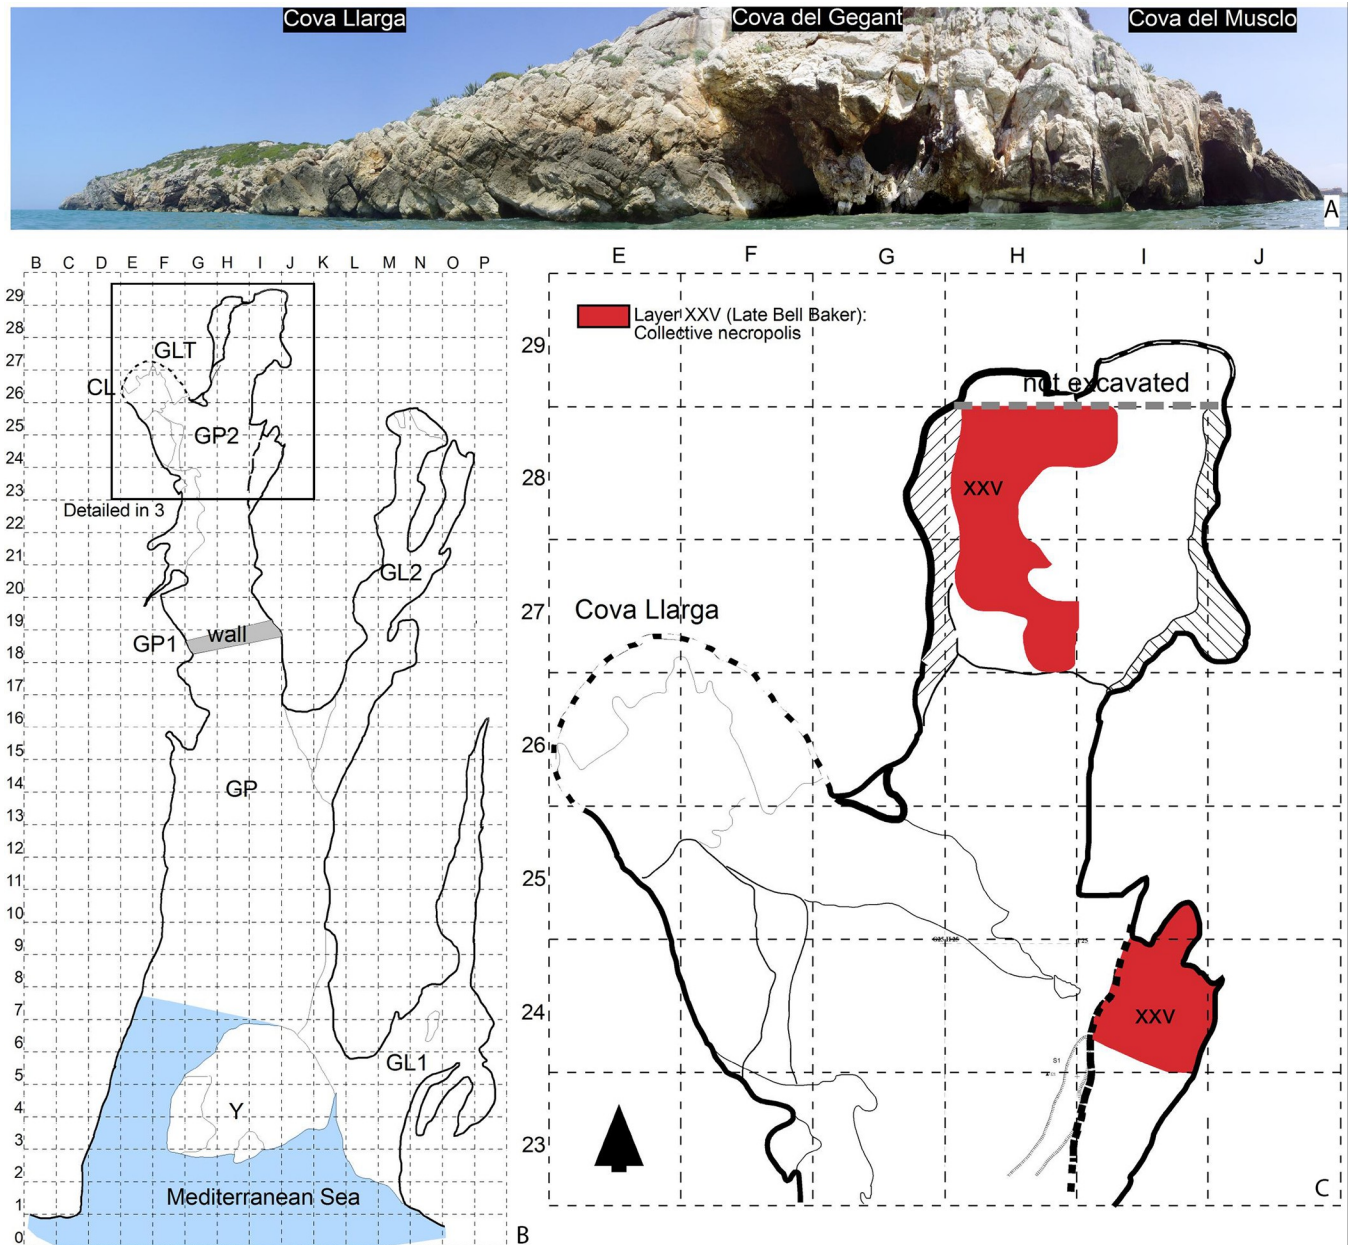 Cova Llarga
Cova del Gegant
Cova del Musclo
A
B C D E F G H I J K L M N O P
29
28
27
26
25
24
23
22
21
20
19
18
17
16
15
14
13
12
11
10
9
8
7
6
5
4
3
2
1
0
GLT
CL
GP2
Detailed in 3
GL2
wall
GP1
GP
GL1
Y
Mediterranean Sea
B
E F G H I J
Layer XXV (Late Bell Baker):
Collective necropolis
29
28
27
26
25
24
23
not excavated
XXV
Cova Llarga
XXV
S1
C